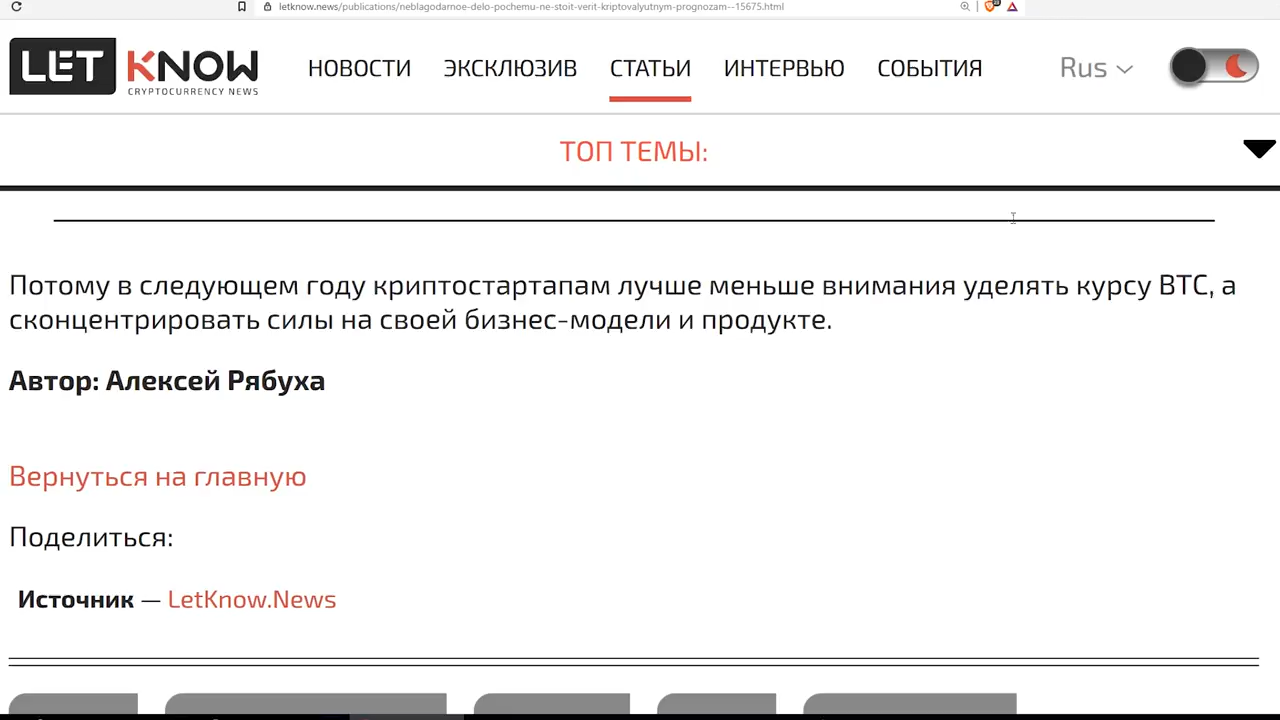 letknow.news/publications/neblagodarnoe-delo-pochemu-ne-stoit-verit-kriptovalyutnym-prognozam--15675.html
LET KNOW
CRYPTOCURRENCY NEWS
НОВОСТИ ЭКСКЛЮЗИВ СТАТЬИ ИНТЕРВЬЮ СОБЫТИЯ Rus
ТОП ТЕМЫ:
Потому в следующем году криптостартапам лучше меньше внимания уделять курсу BTC, а
сконцентрировать силы на своей бизнес-модели и продукте.
Автор: Алексей Рябуха
Вернуться на главную
Поделиться:
Источник — LetKnow.News